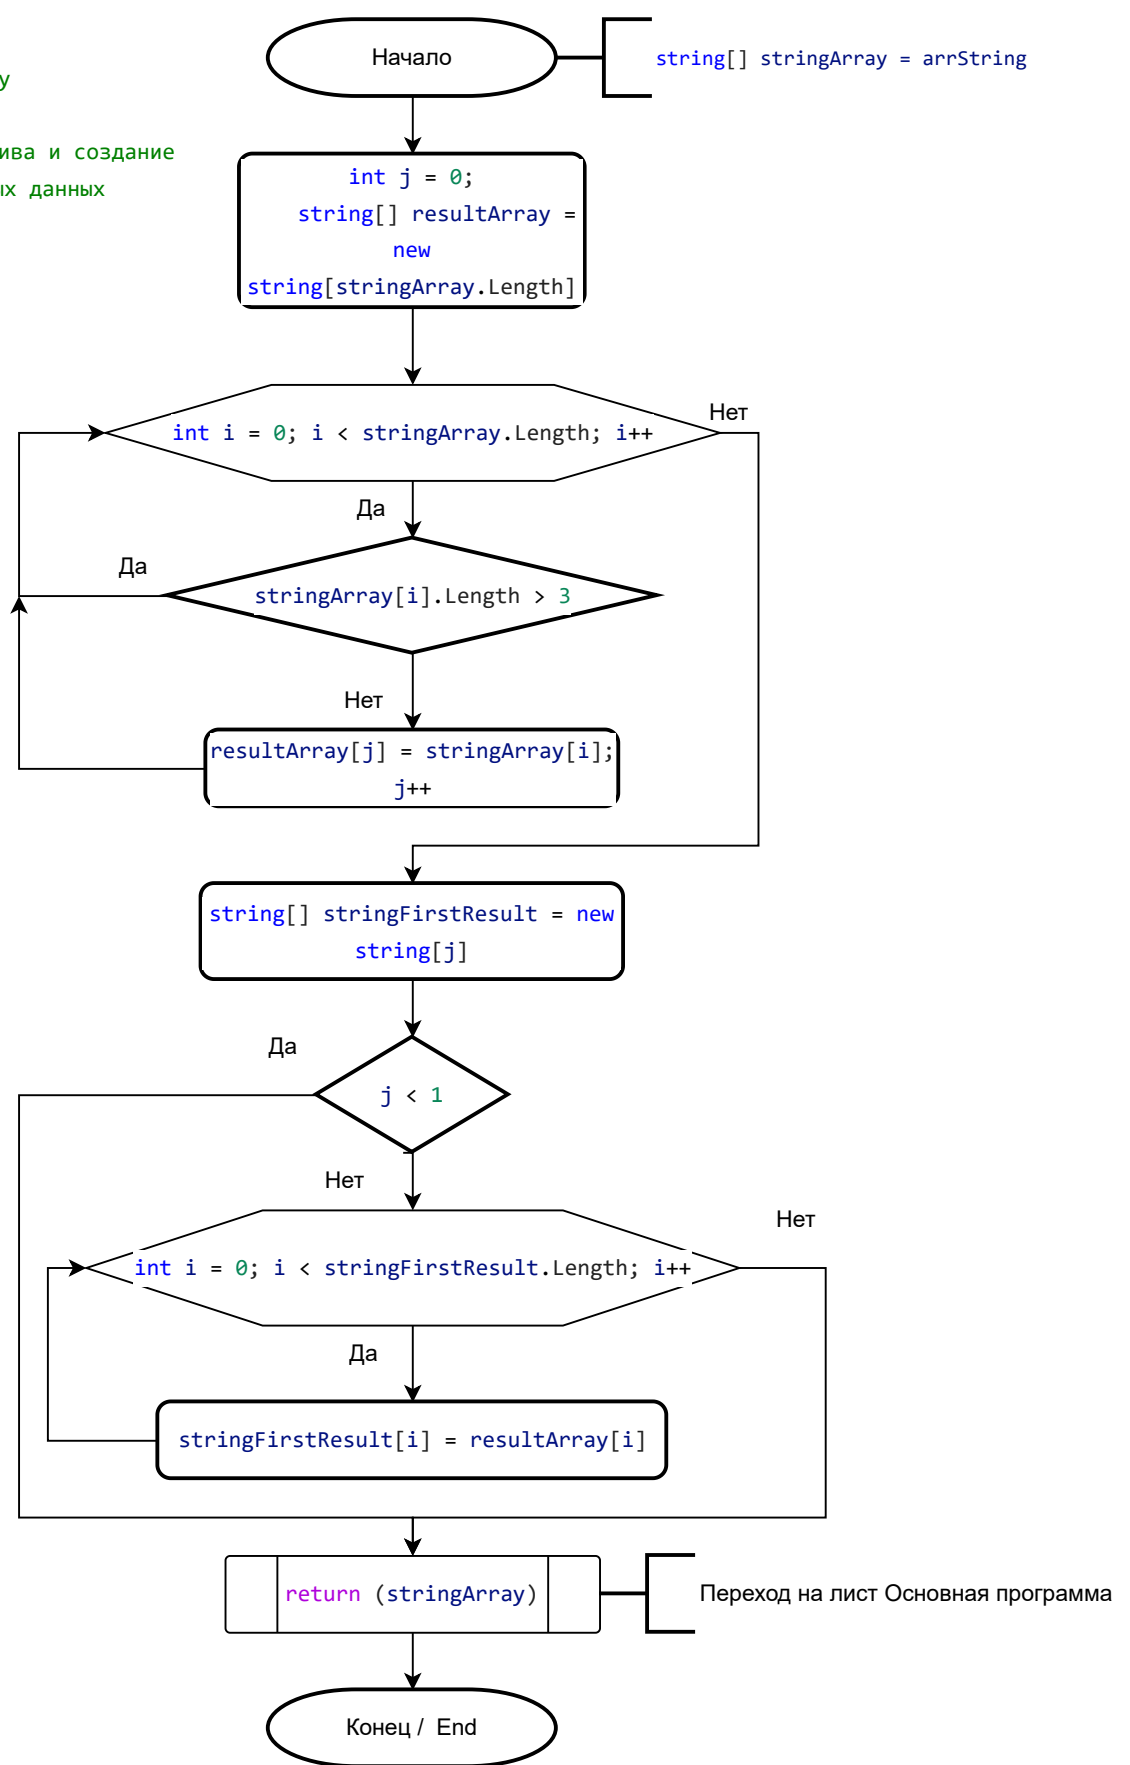 Начало
string[] stringArray = arrString
у
ива и создание
ых данных
int j = 0;
string[] resultArray =
new
string[stringArray.Length]
Нет
int i = 0; i < stringArray.Length; i++
Да
Да
stringArray[i].Length > 3
Нет
resultArray[j] = stringArray[i];
j++
string[] stringFirstResult = new
string[j]
Да
j < 1
Нет
Нет
int i = 0; i < stringFirstResult.Length; i++
Да
stringFirstResult[i] = resultArray[i]
return (stringArray)
Переход на лист Основная программа
Конец / End